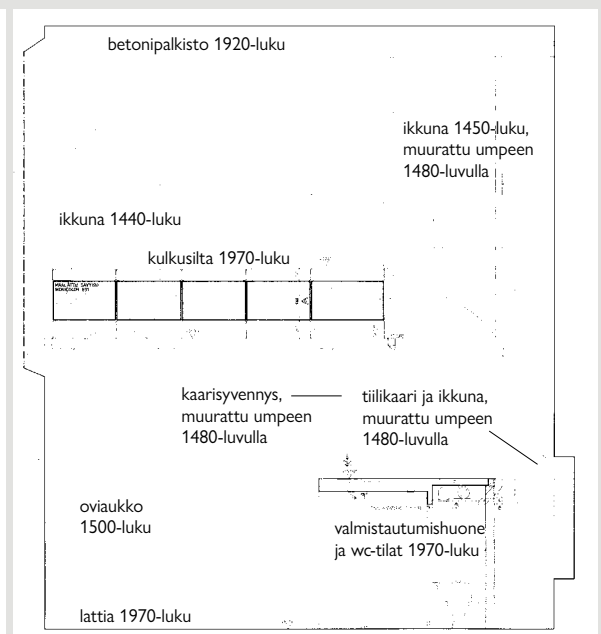 betonipalkisto 1920-luku
ikkuna 1450-luku,
muurattu umpeen
1480-luvulla
ikkuna 1440-luku
kulkusilta 1970-luku
kaarisyvennys,
muurattu umpeen
1480-luvulla
tiilikaari ja ikkuna,
muurattu umpeen
1480-luvulla
oviaukko
1500-luku
valmistautumishuone
ja wc-tilat 1970-luku
lattia 1970-luku